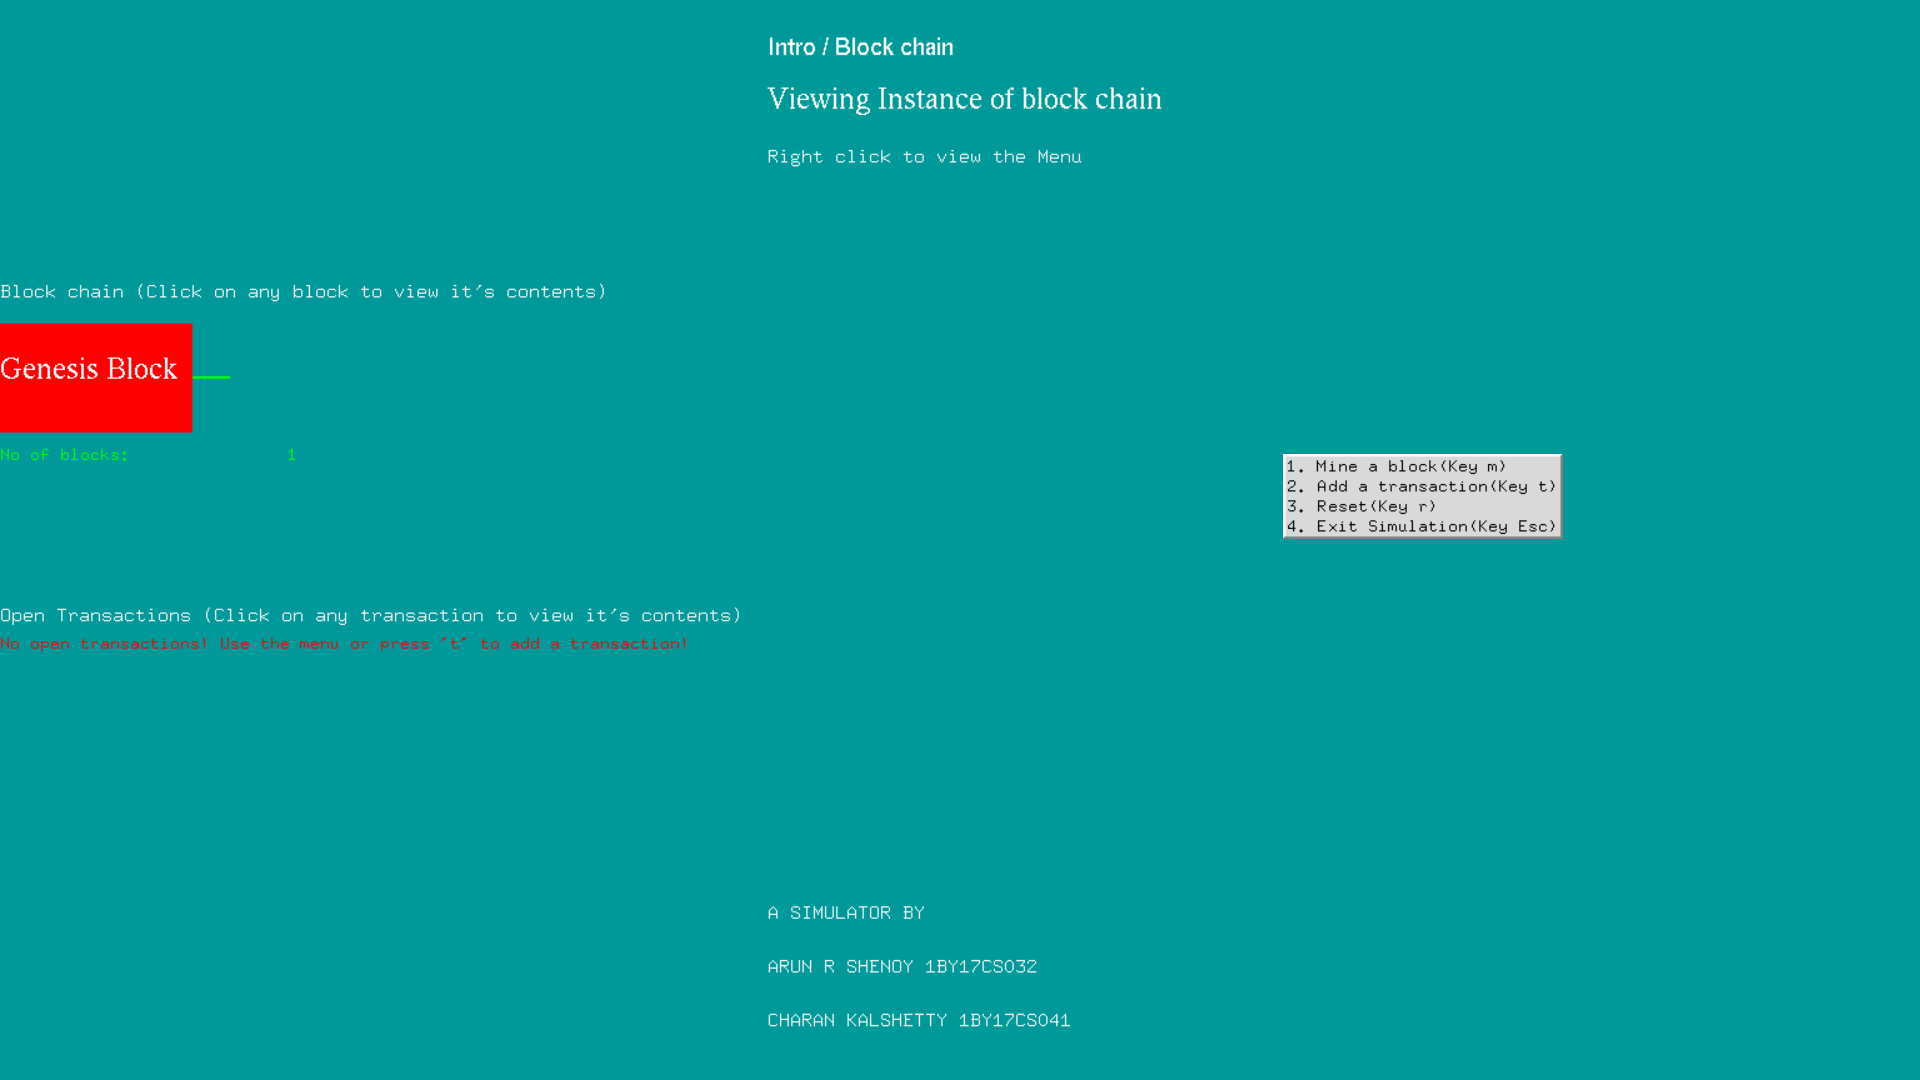 Intro / Block chain
Viewing Instance of block chain
Right click to view the Menu
Block chain (Click on any block to view it's contents)
Genesis Block
No of blocks: 1
1. Mine a block(Key m)
2. Add a transaction(Key t)
3. Reset(Key r)
4. Exit Simulation(Key Esc)
Open Transactions (Click on any transaction to view it's contents)
No open transactions! Use the menu or press "t" to add a transaction!
A SIMULATOR BY
ARUN R SHENOY 1BY17CS032
CHARAN KALSHETTY 1BY17CS041